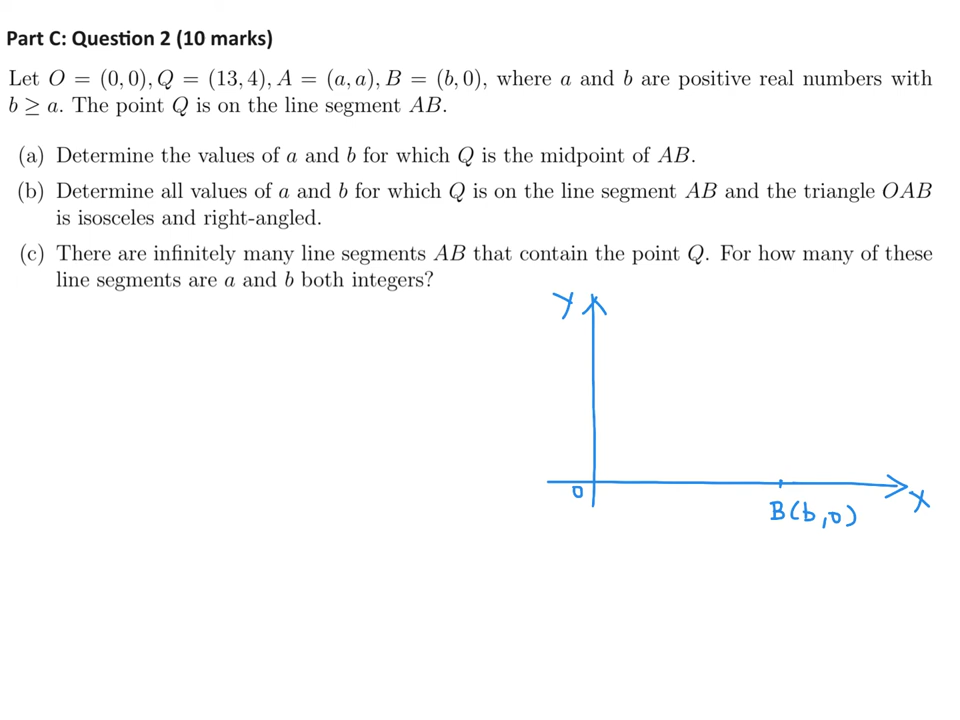 Part C: Question 2 (10 marks)
Let O = (0, 0), Q = (13, 4), A = (a, a), B = (b, 0), where a and b are positive real numbers with
b ≥ a. The point Q is on the line segment AB.
(a) Determine the values of a and b for which Q is the midpoint of AB.
(b) Determine all values of a and b for which Q is on the line segment AB and the triangle OAB
is isosceles and right-angled.
(c) There are infinitely many line segments AB that contain the point Q. For how many of these
line segments are a and b both integers?
Y
0
X
B(b,0)